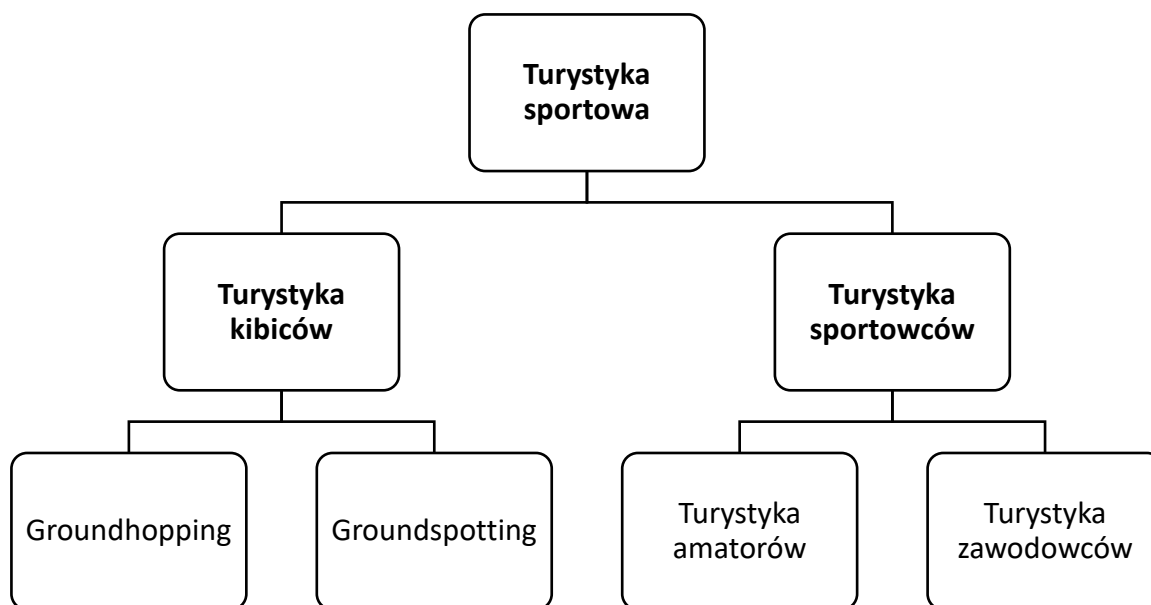 Turystyka
sportowa
Turystyka
kibiców
Turystyka
sportowców
Groundhopping
Groundspotting
Turystyka
amatorów
Turystyka
zawodowców